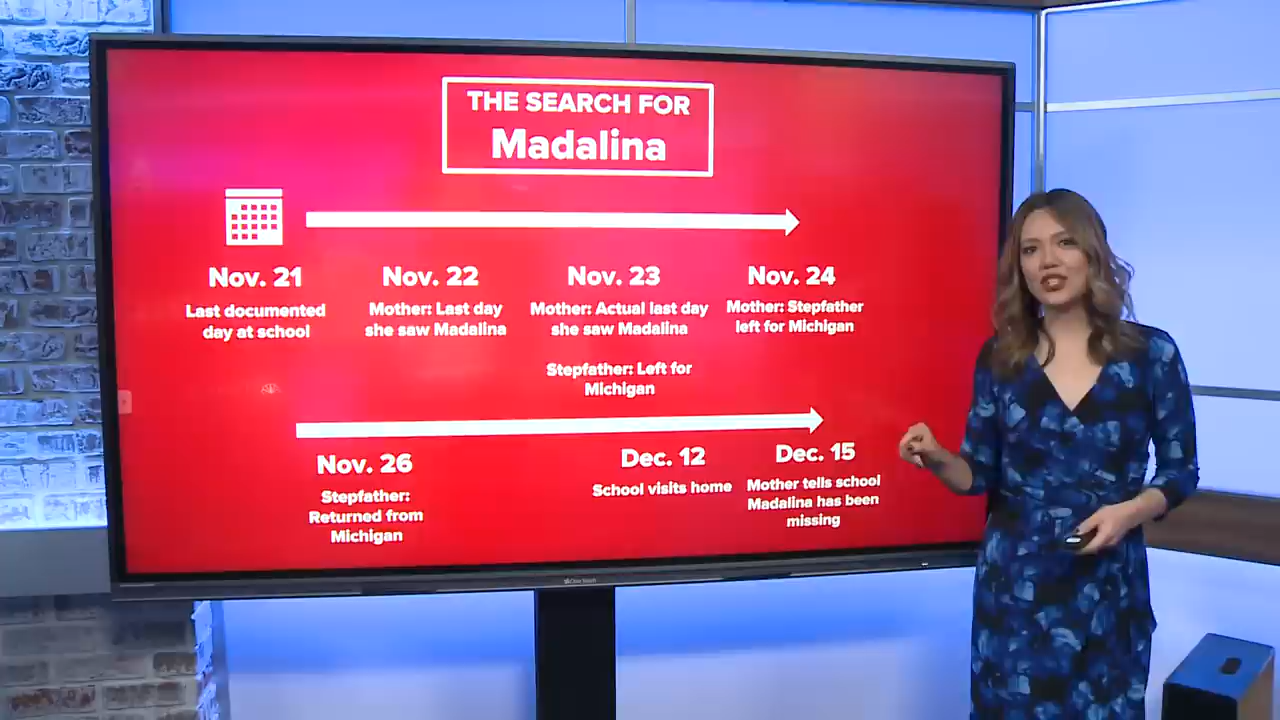 THE SEARCH FOR
Madalina
Nov. 21
Last documented
day at school
Nov. 22
Mother: Last day
she saw Madalina
Nov. 23
Mother: Actual last day
she saw Madalina
Stepfather: Left for
Michigan
Nov. 24
Mother: Stepfather
left for Michigan
Nov. 26
Stepfather:
Returned from
Michigan
Dec. 12
School visits home
Dec. 15
Mother tells school
Madalina has been
missing